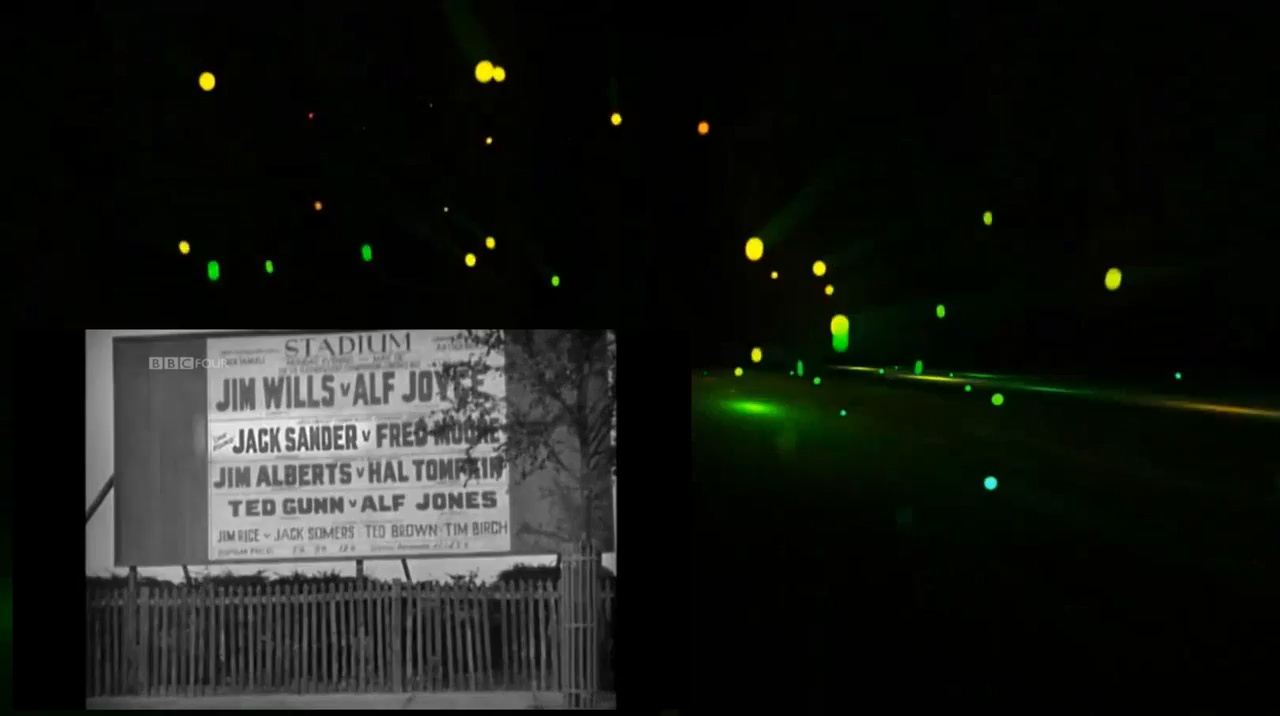 BBC FOUR
STADIUM
JIM WILLS v ALF JOYCE
JACK SANDER v FRED MOORE
JIM ALBERTS v HAL TOMPKIN
TED GUNN v ALF JONES
JIM RICE v JACK SOMERS TED BROWN TIM BIRCH